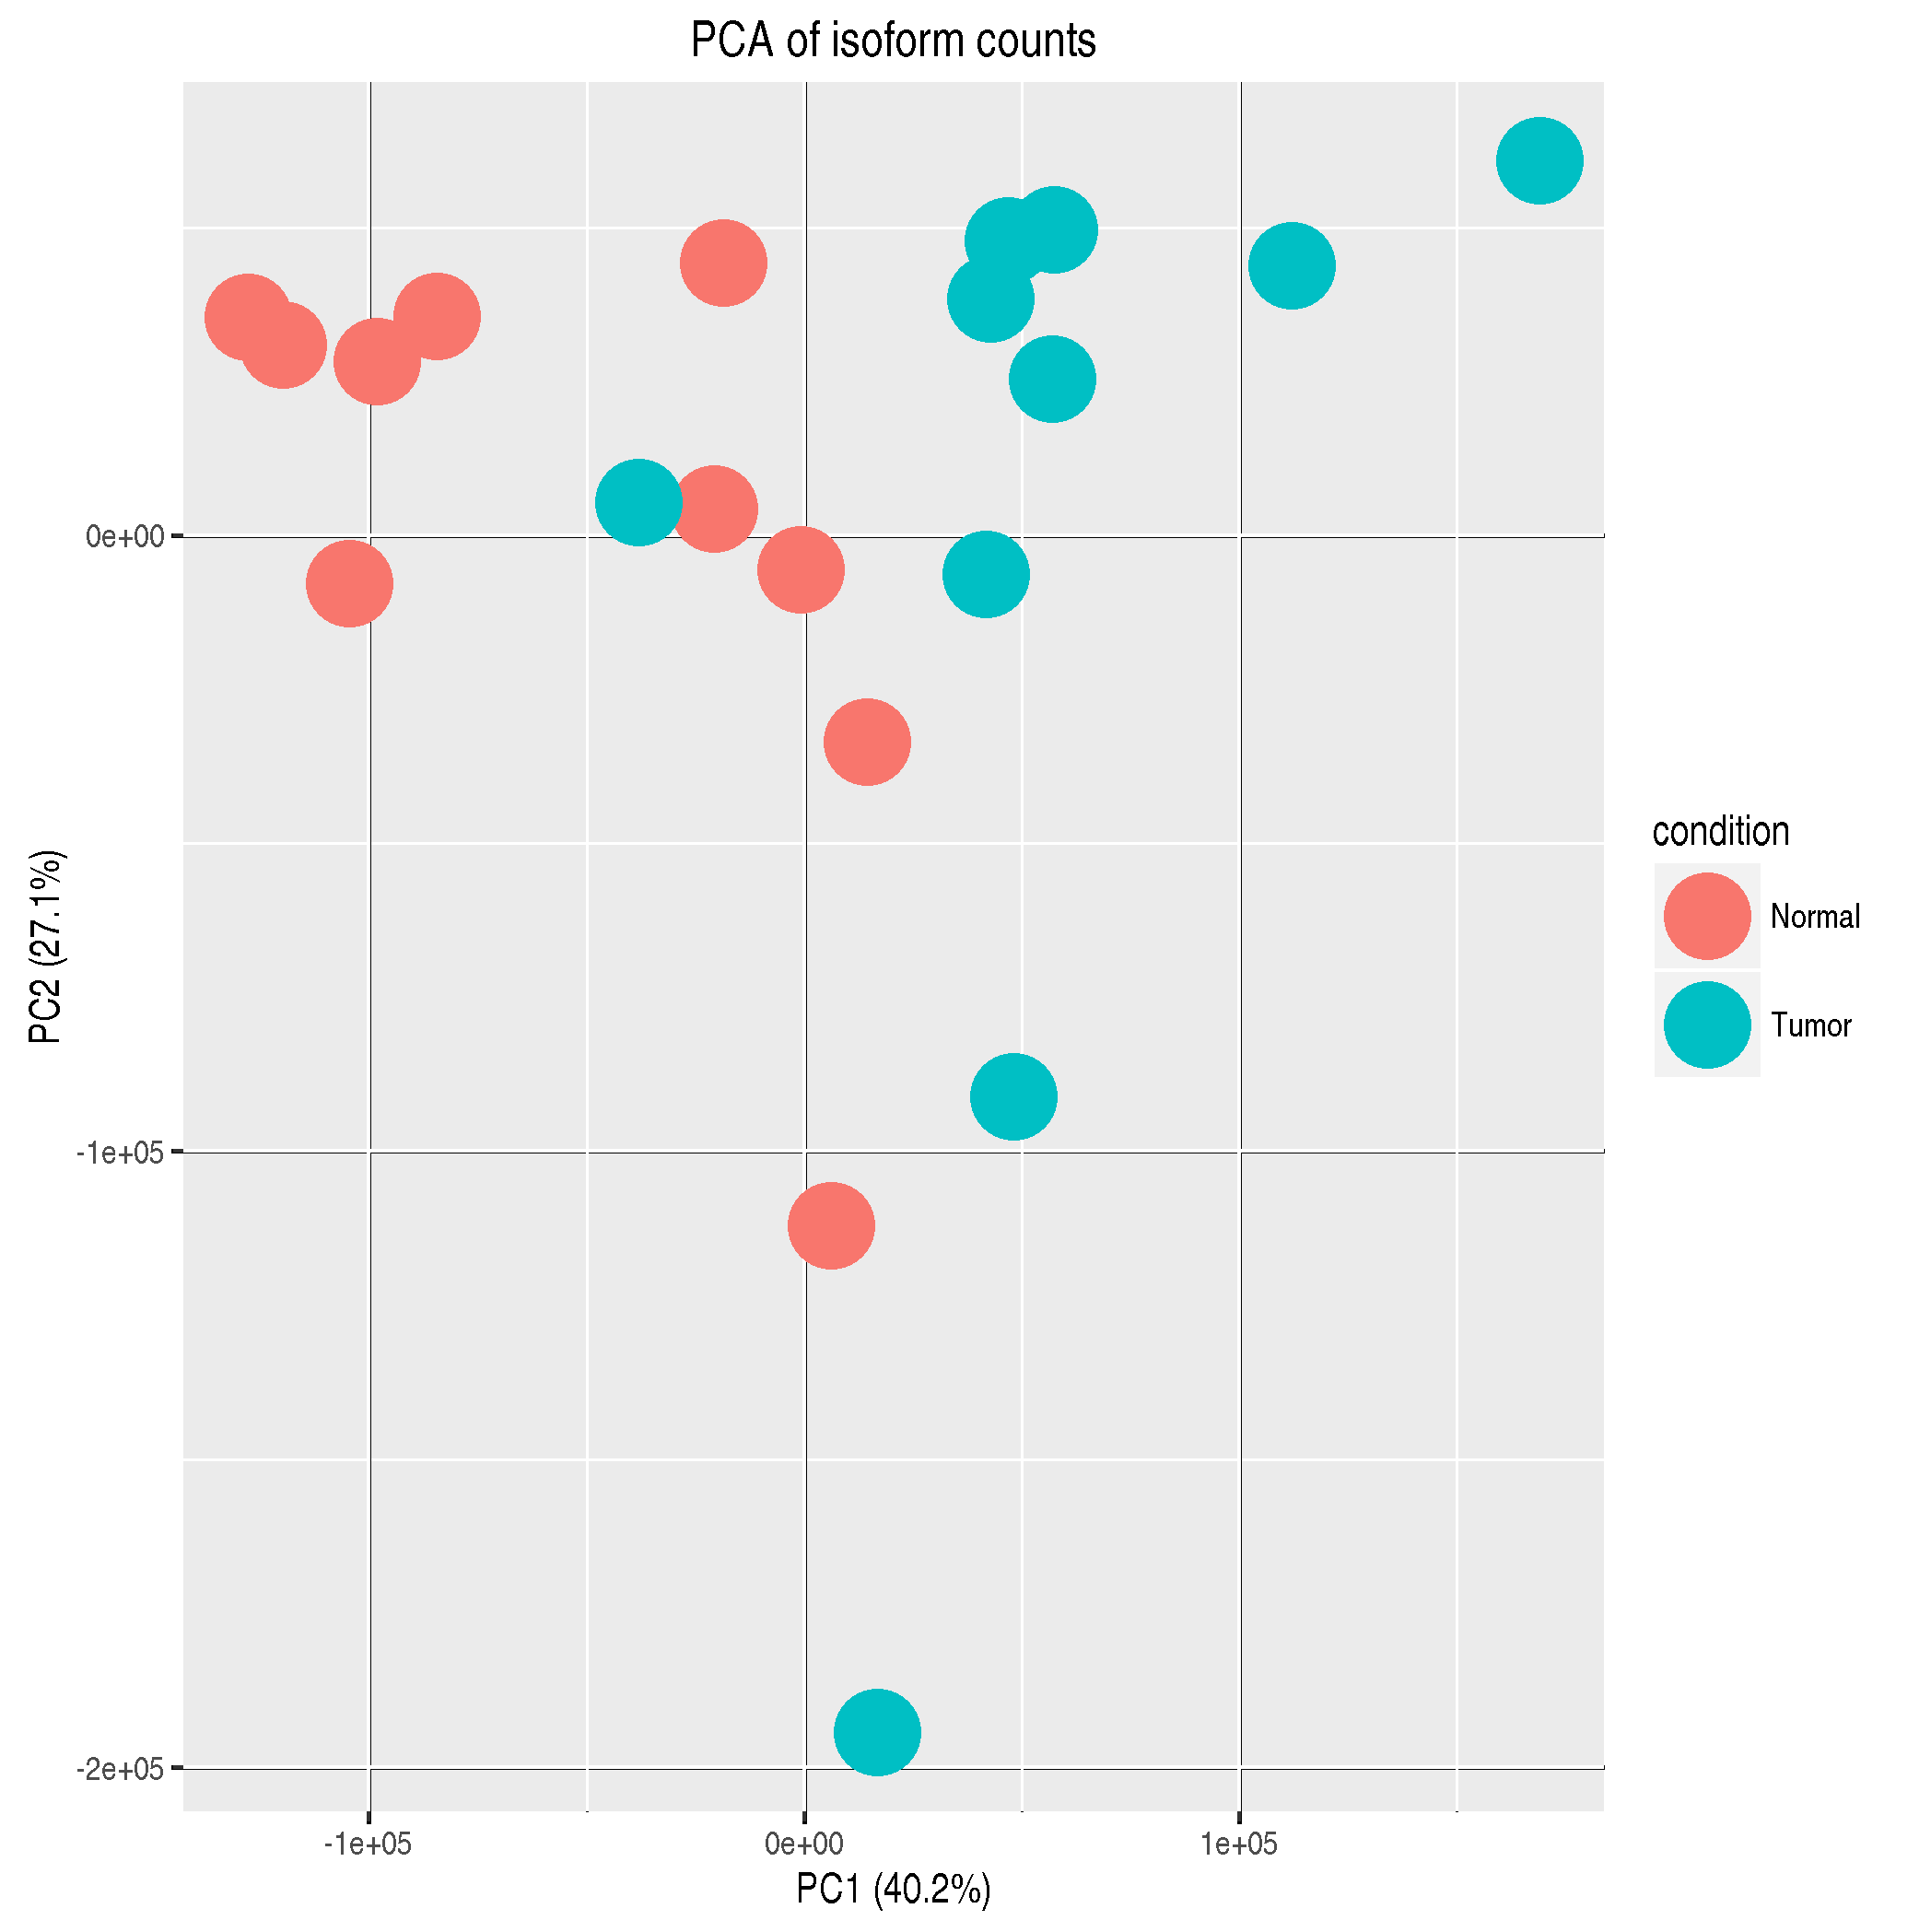 PCA of isoform counts
0e+00
-1e+05
-2e+05
PC2 (27.1%)
-1e+05
0e+00
1e+05
PC1 (40.2%)
condition
Normal
Tumor